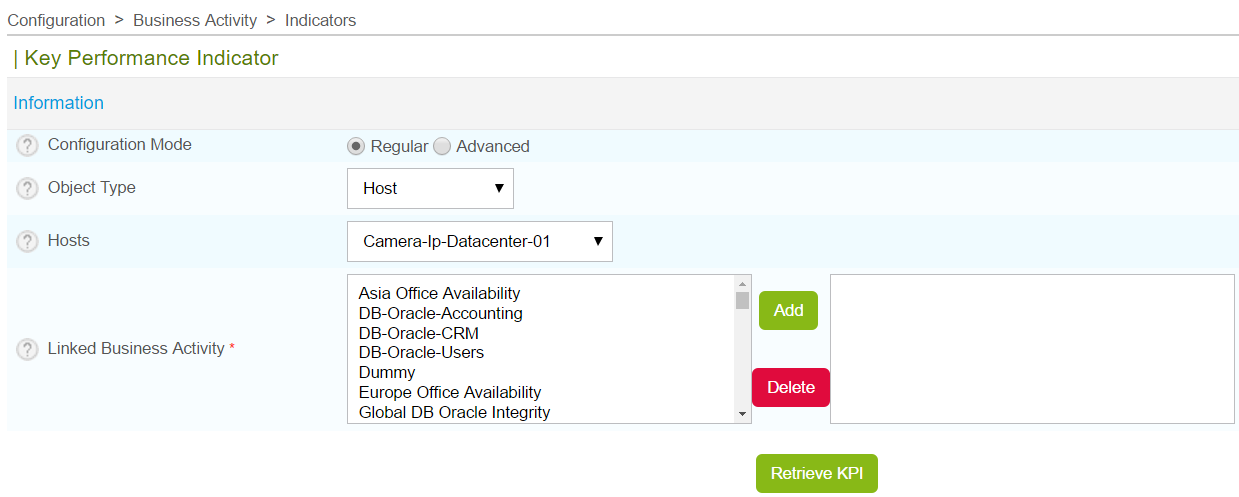 Configuration > Business Activity > Indicators
| Key Performance Indicator
Information
? Configuration Mode Regular Advanced
? Object Type Host ▼
? Hosts Camera-Ip-Datacenter-01 ▼
Asia Office Availability
DB-Oracle-Accounting
DB-Oracle-CRM
DB-Oracle-Users
Dummy
Europe Office Availability
Global DB Oracle Integrity
? Linked Business Activity *
Add
Delete
Retrieve KPI